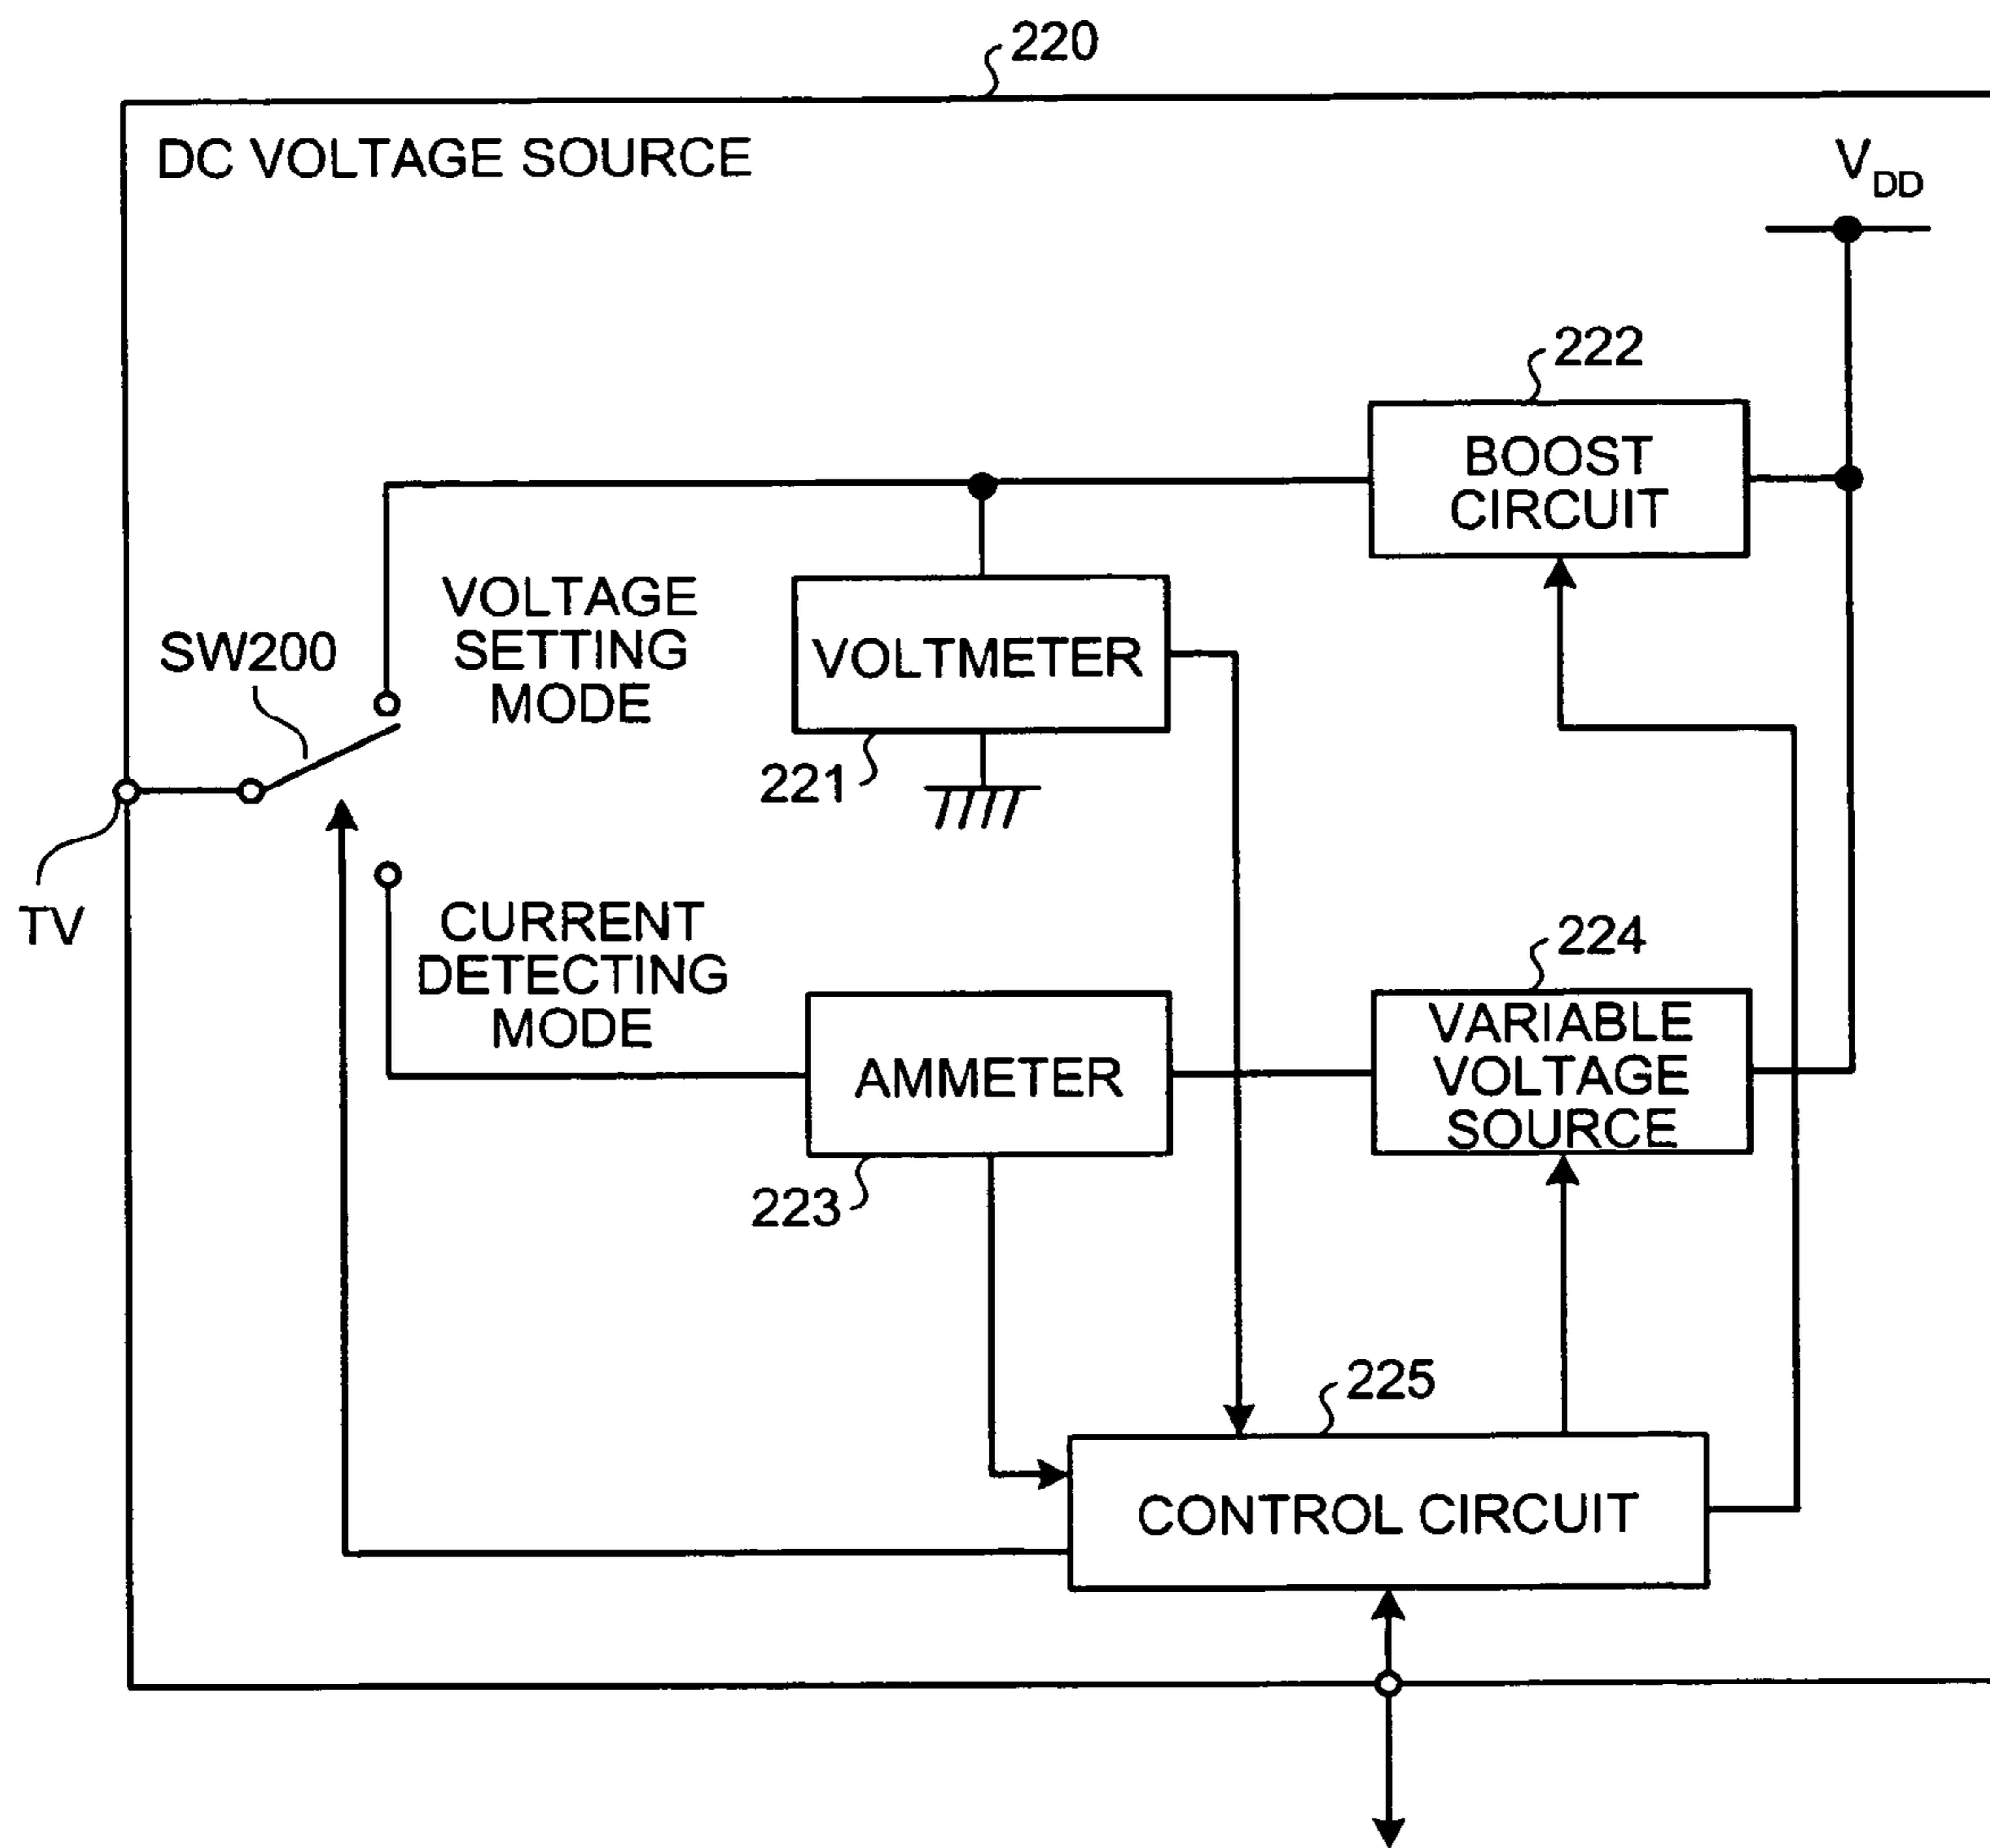 220
DC VOLTAGE SOURCE
VDD
222
BOOST
CIRCUIT
VOLTAGE
SETTING
MODE
SW200
VOLTMETER
221
TV
CURRENT
DETECTING
MODE
224
VARIABLE
VOLTAGE
SOURCE
AMMETER
223
225
CONTROL CIRCUIT